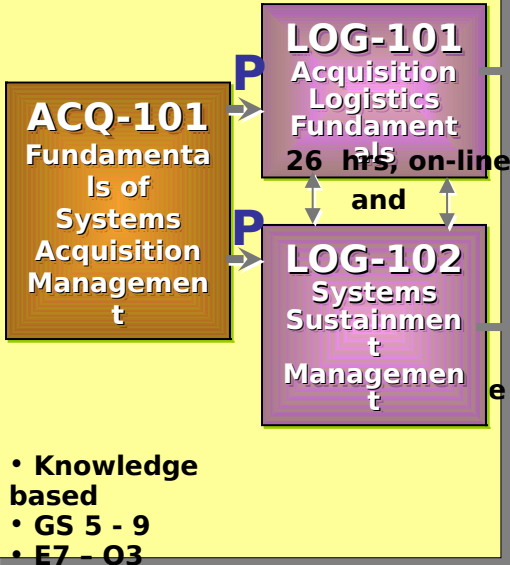 P
LOG-101
Acquisition
Logistics
Fundament
als
26 hrs, on-line
and
ACQ-101
Fundamenta
ls of
Systems
Acquisition
Managemen
t
P
LOG-102
Systems
Sustainmen
t
Managemen
t
e
• Knowledge
based
• GS 5 - 9
• E7 – O3